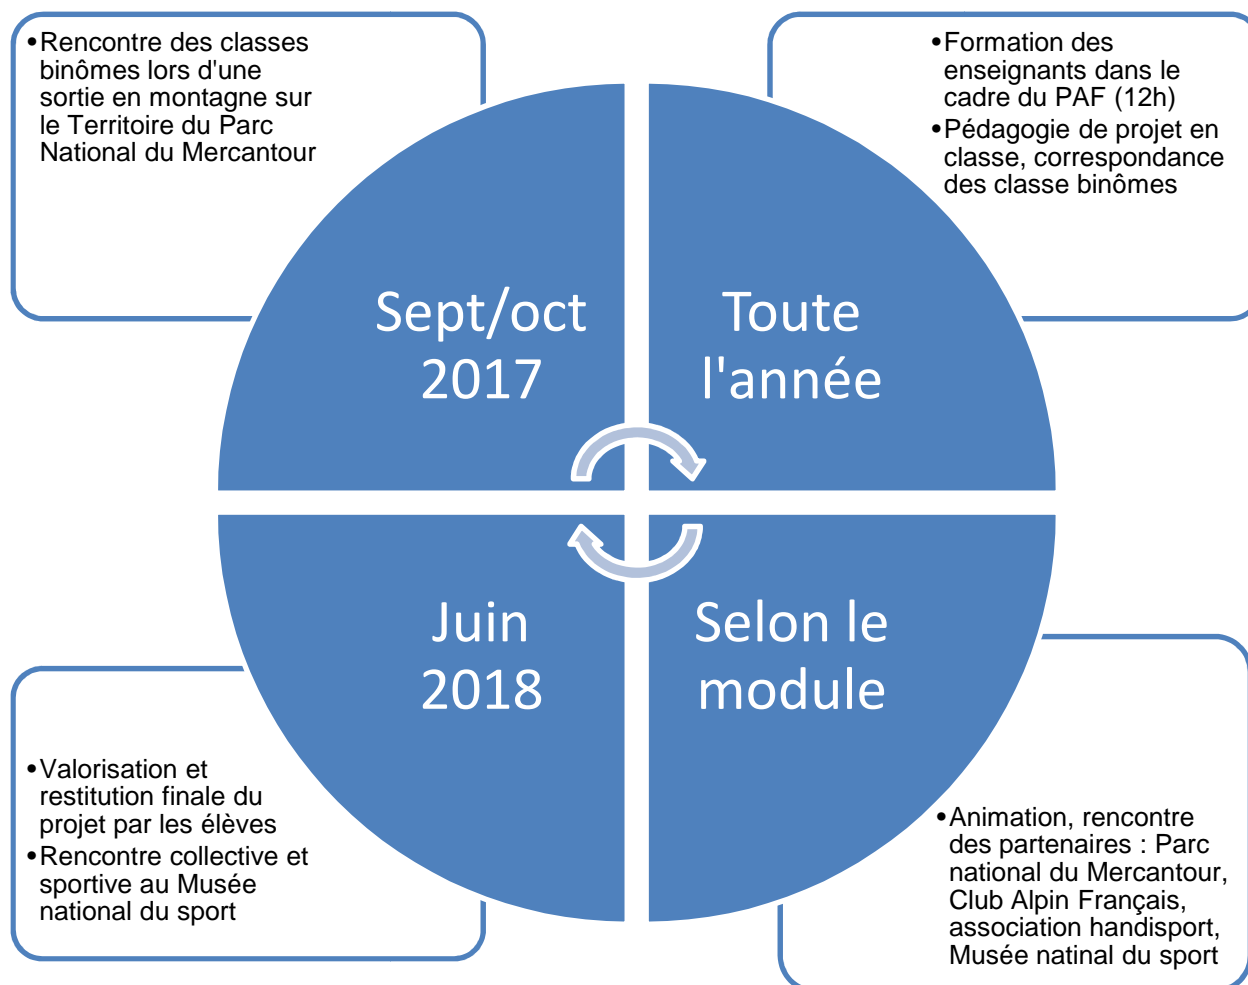 •Rencontre des classes
binômes lors d'une
sortie en montagne sur
le Territoire du Parc
National du Mercantour
•Formation des
enseignants dans le
cadre du PAF (12h)
•Pédagogie de projet en
classe, correspondance
des classe binômes
Sept/oct
2017
Toute
l'année
Juin
2018
Selon le
module
•Valorisation et
restitution finale du
projet par les élèves
•Rencontre collective et
sportive au Musée
national du sport
•Animation, rencontre
des partenaires : Parc
national du Mercantour,
Club Alpin Français,
association handisport,
Musée natinal du sport